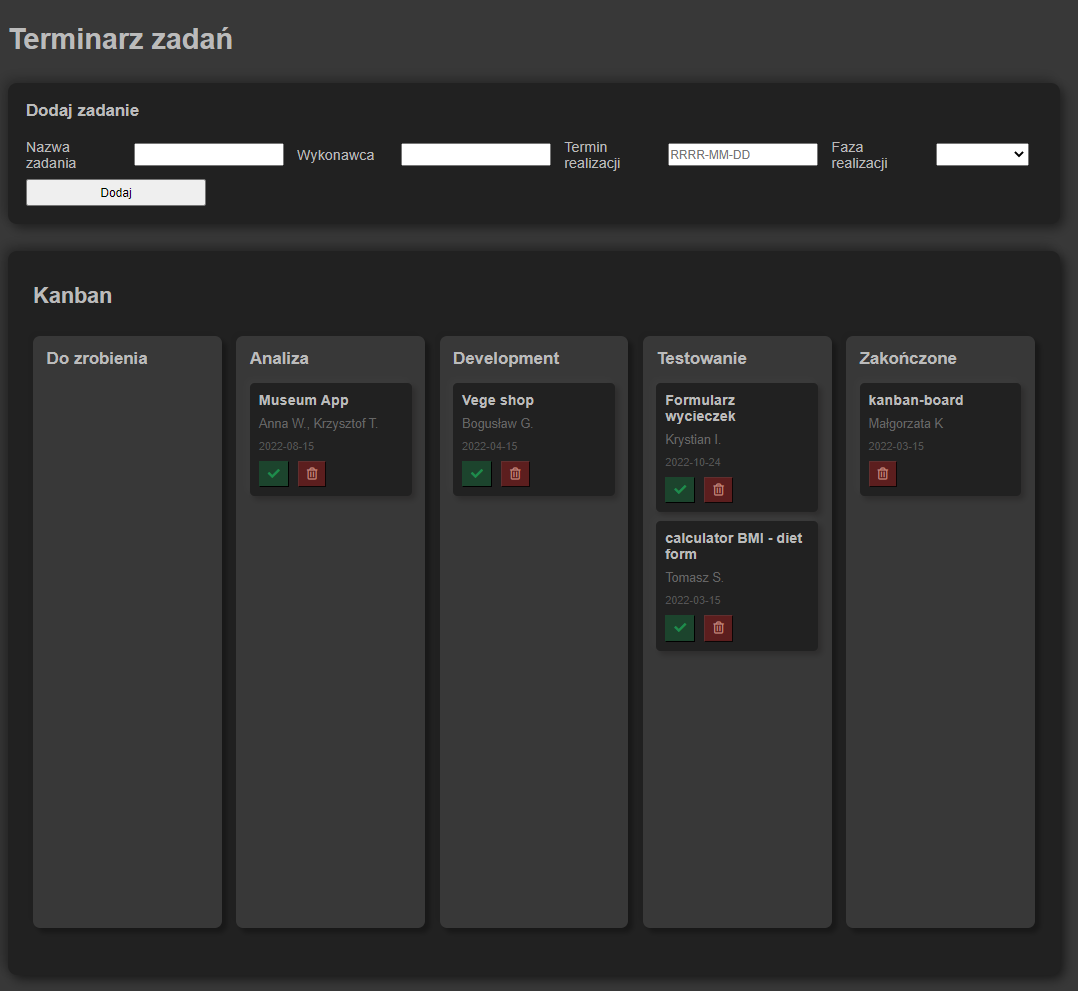 Terminarz zadań
Dodaj zadanie
Nazwa
zadania
Wykonawca
Termin
realizacji
RRRR-MM-DD
Faza
realizacji
Dodaj
Kanban
Do zrobienia
Analiza
Museum App
Anna W., Krzysztof T.
2022-08-15
Development
Vege shop
Bogusław G.
2022-04-15
Testowanie
Formularz
wycieczek
Krystian I.
2022-10-24
calculator BMI - diet
form
Tomasz S.
2022-03-15
Zakończone
kanban-board
Małgorzata K
2022-03-15